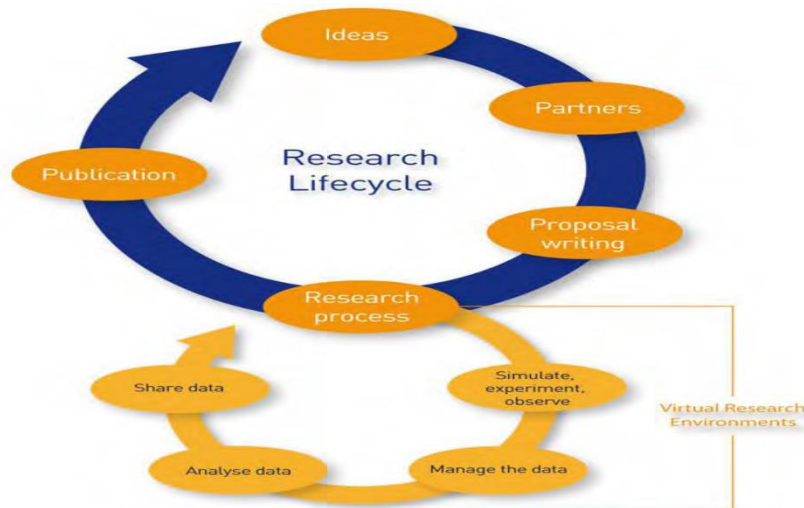 Ideas
Partners
Research
Lifecycle
Publication
Proposal
writing
Research
process
Share data
Simulate,
experiment,
observe
Virtual Research
Environments
Analyse data
Manage the data